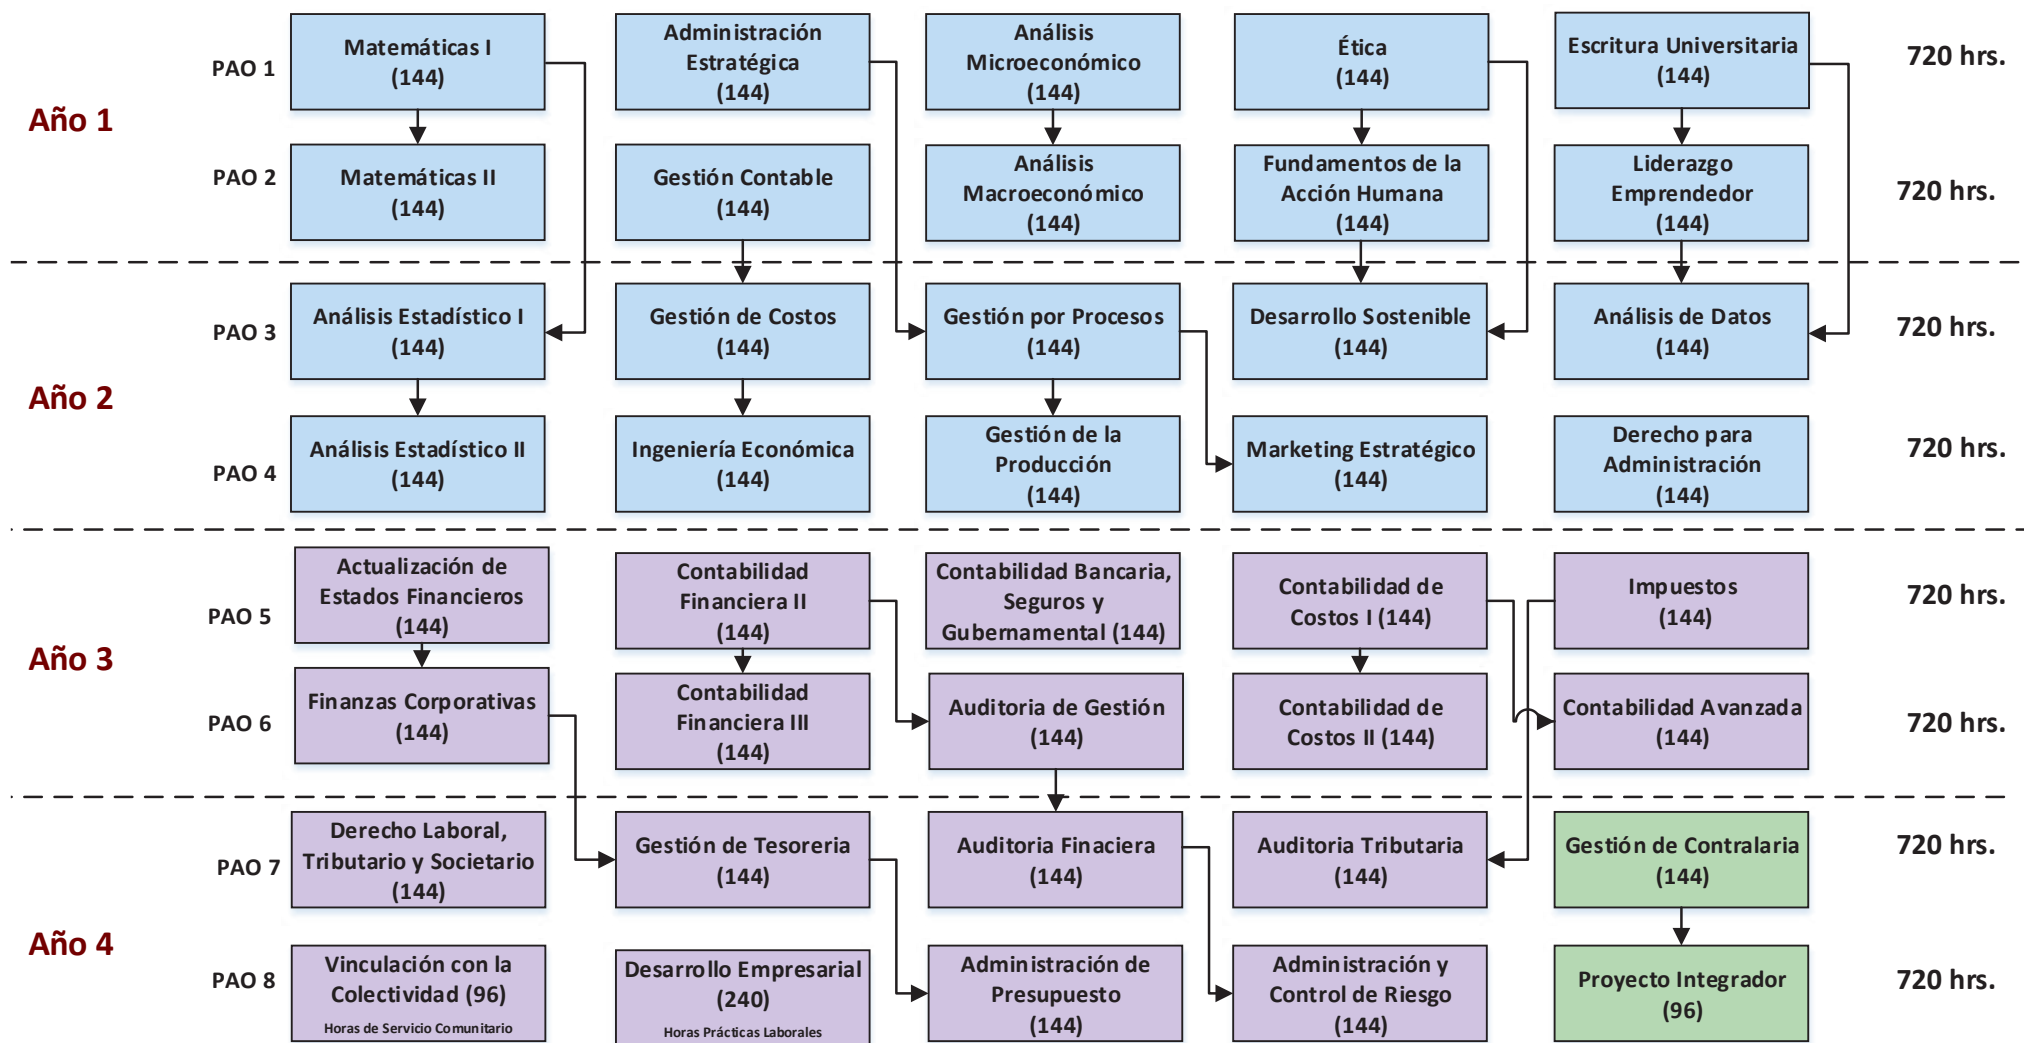 Año 1
PAO 1
Matemáticas I
(144)
Administración
Estratégica
(144)
Análisis
Microeconómico
(144)
Ética
(144)
Escritura Universitaria
(144)
720 hrs.
PAO 2
Matemáticas II
(144)
Gestión Contable
(144)
Análisis
Macroeconómico
(144)
Fundamentos de la
Acción Humana
(144)
Liderazgo
Emprendedor
(144)
720 hrs.
Año 2
PAO 3
Análisis Estadístico I
(144)
Gestión de Costos
(144)
Gestión por Procesos
(144)
Desarrollo Sostenible
(144)
Análisis de Datos
(144)
720 hrs.
PAO 4
Análisis Estadístico II
(144)
Ingeniería Económica
(144)
Gestión de la
Producción
(144)
Marketing Estratégico
(144)
Derecho para
Administración
(144)
720 hrs.
Año 3
PAO 5
Actualización de
Estados Financieros
(144)
Contabilidad
Financiera II
(144)
Contabilidad Bancaria,
Seguros y
Gubernamental (144)
Contabilidad de
Costos I (144)
Impuestos
(144)
720 hrs.
PAO 6
Finanzas Corporativas
(144)
Contabilidad
Financiera III
(144)
Auditoria de Gestión
(144)
Contabilidad de
Costos II (144)
Contabilidad Avanzada
(144)
720 hrs.
Año 4
PAO 7
Derecho Laboral,
Tributario y Societario
(144)
Gestión de Tesoreria
(144)
Auditoria Finaciera
(144)
Auditoria Tributaria
(144)
Gestión de Contralaria
(144)
720 hrs.
PAO 8
Vinculación con la
Colectividad (96)
Horas de Servicio Comunitario
Desarrollo Empresarial
(240)
Horas Prácticas Laborales
Administración de
Presupuesto
(144)
Administración y
Control de Riesgo
(144)
Proyecto Integrador
(96)
720 hrs.